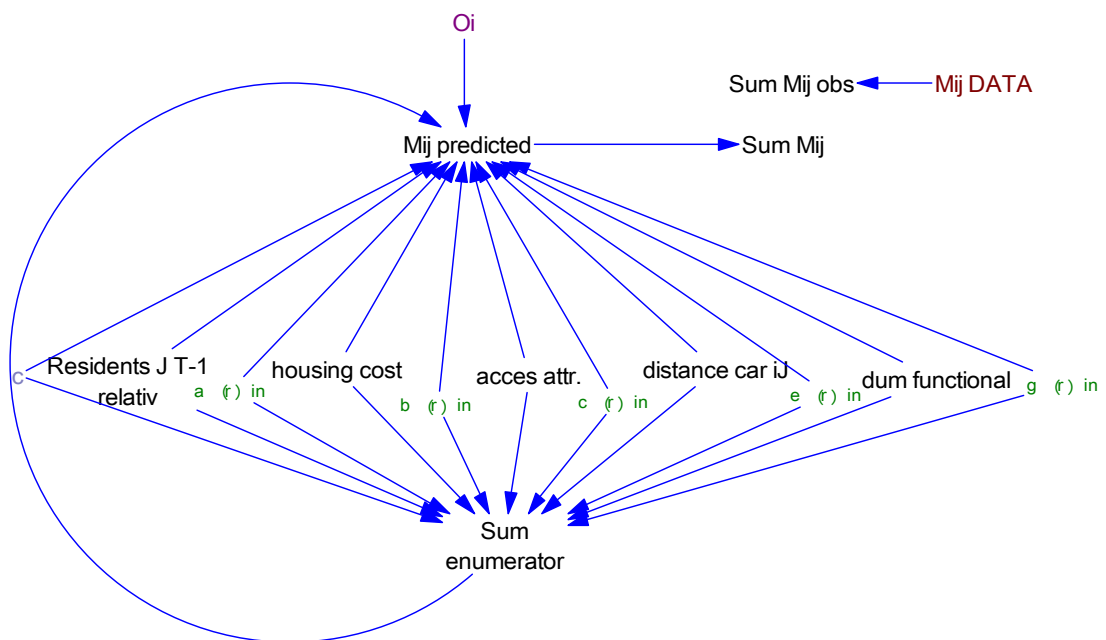 Oi
Sum Mij obs
Mij DATA
Mij predicted
Sum Mij
c
Residents J T-1
relativ
a (r) in
housing cost
b (r) in
acces attr.
c (r) in
distance car iJ
e (r) in
dum functional
g (r) in
Sum
enumerator